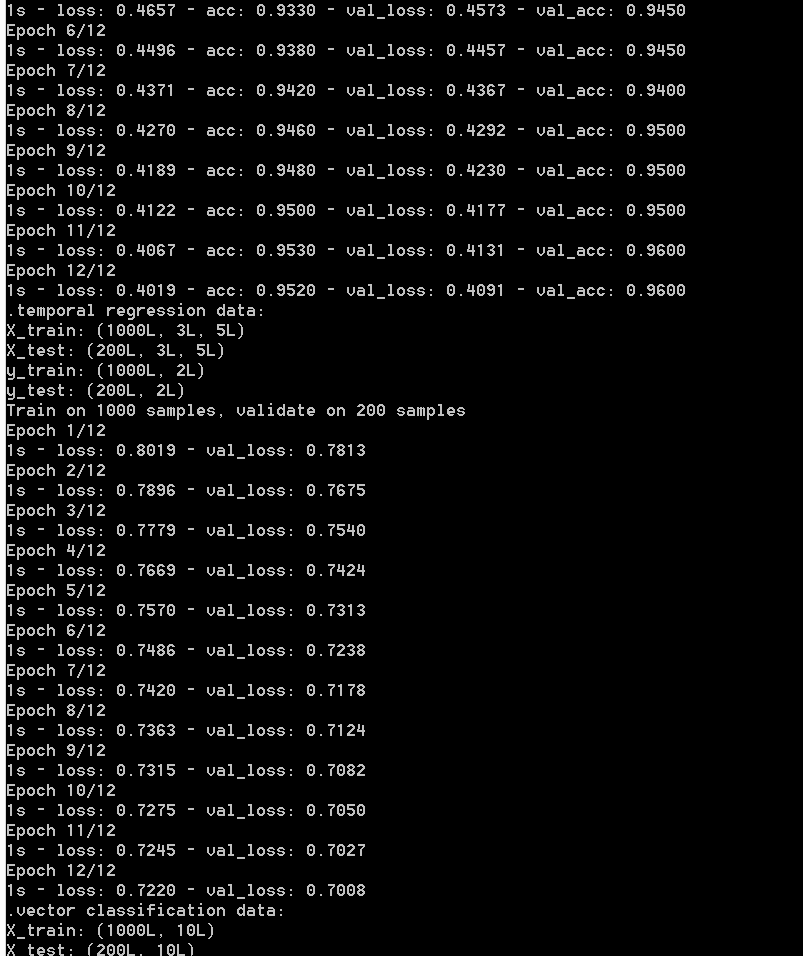 1s - loss: 0.4657 - acc: 0.9330 - val_loss: 0.4573 - val_acc: 0.9450
Epoch 6/12
1s - loss: 0.4496 - acc: 0.9380 - val_loss: 0.4457 - val_acc: 0.9450
Epoch 7/12
1s - loss: 0.4371 - acc: 0.9420 - val_loss: 0.4367 - val_acc: 0.9400
Epoch 8/12
1s - loss: 0.4270 - acc: 0.9460 - val_loss: 0.4292 - val_acc: 0.9500
Epoch 9/12
1s - loss: 0.4189 - acc: 0.9480 - val_loss: 0.4230 - val_acc: 0.9500
Epoch 10/12
1s - loss: 0.4122 - acc: 0.9500 - val_loss: 0.4177 - val_acc: 0.9500
Epoch 11/12
1s - loss: 0.4067 - acc: 0.9530 - val_loss: 0.4131 - val_acc: 0.9600
Epoch 12/12
1s - loss: 0.4019 - acc: 0.9520 - val_loss: 0.4091 - val_acc: 0.9600
.temporal regression data:
X_train: (1000L, 3L, 5L)
X_test: (200L, 3L, 5L)
y_train: (1000L, 2L)
y_test: (200L, 2L)
Train on 1000 samples, validate on 200 samples
Epoch 1/12
1s - loss: 0.8019 - val_loss: 0.7813
Epoch 2/12
1s - loss: 0.7896 - val_loss: 0.7675
Epoch 3/12
1s - loss: 0.7779 - val_loss: 0.7540
Epoch 4/12
1s - loss: 0.7669 - val_loss: 0.7424
Epoch 5/12
1s - loss: 0.7570 - val_loss: 0.7313
Epoch 6/12
1s - loss: 0.7486 - val_loss: 0.7238
Epoch 7/12
1s - loss: 0.7420 - val_loss: 0.7178
Epoch 8/12
1s - loss: 0.7363 - val_loss: 0.7124
Epoch 9/12
1s - loss: 0.7315 - val_loss: 0.7082
Epoch 10/12
1s - loss: 0.7275 - val_loss: 0.7050
Epoch 11/12
1s - loss: 0.7245 - val_loss: 0.7027
Epoch 12/12
1s - loss: 0.7220 - val_loss: 0.7008
.vector classification data:
X_train: (1000L, 10L)
X_test: (200L, 10L)